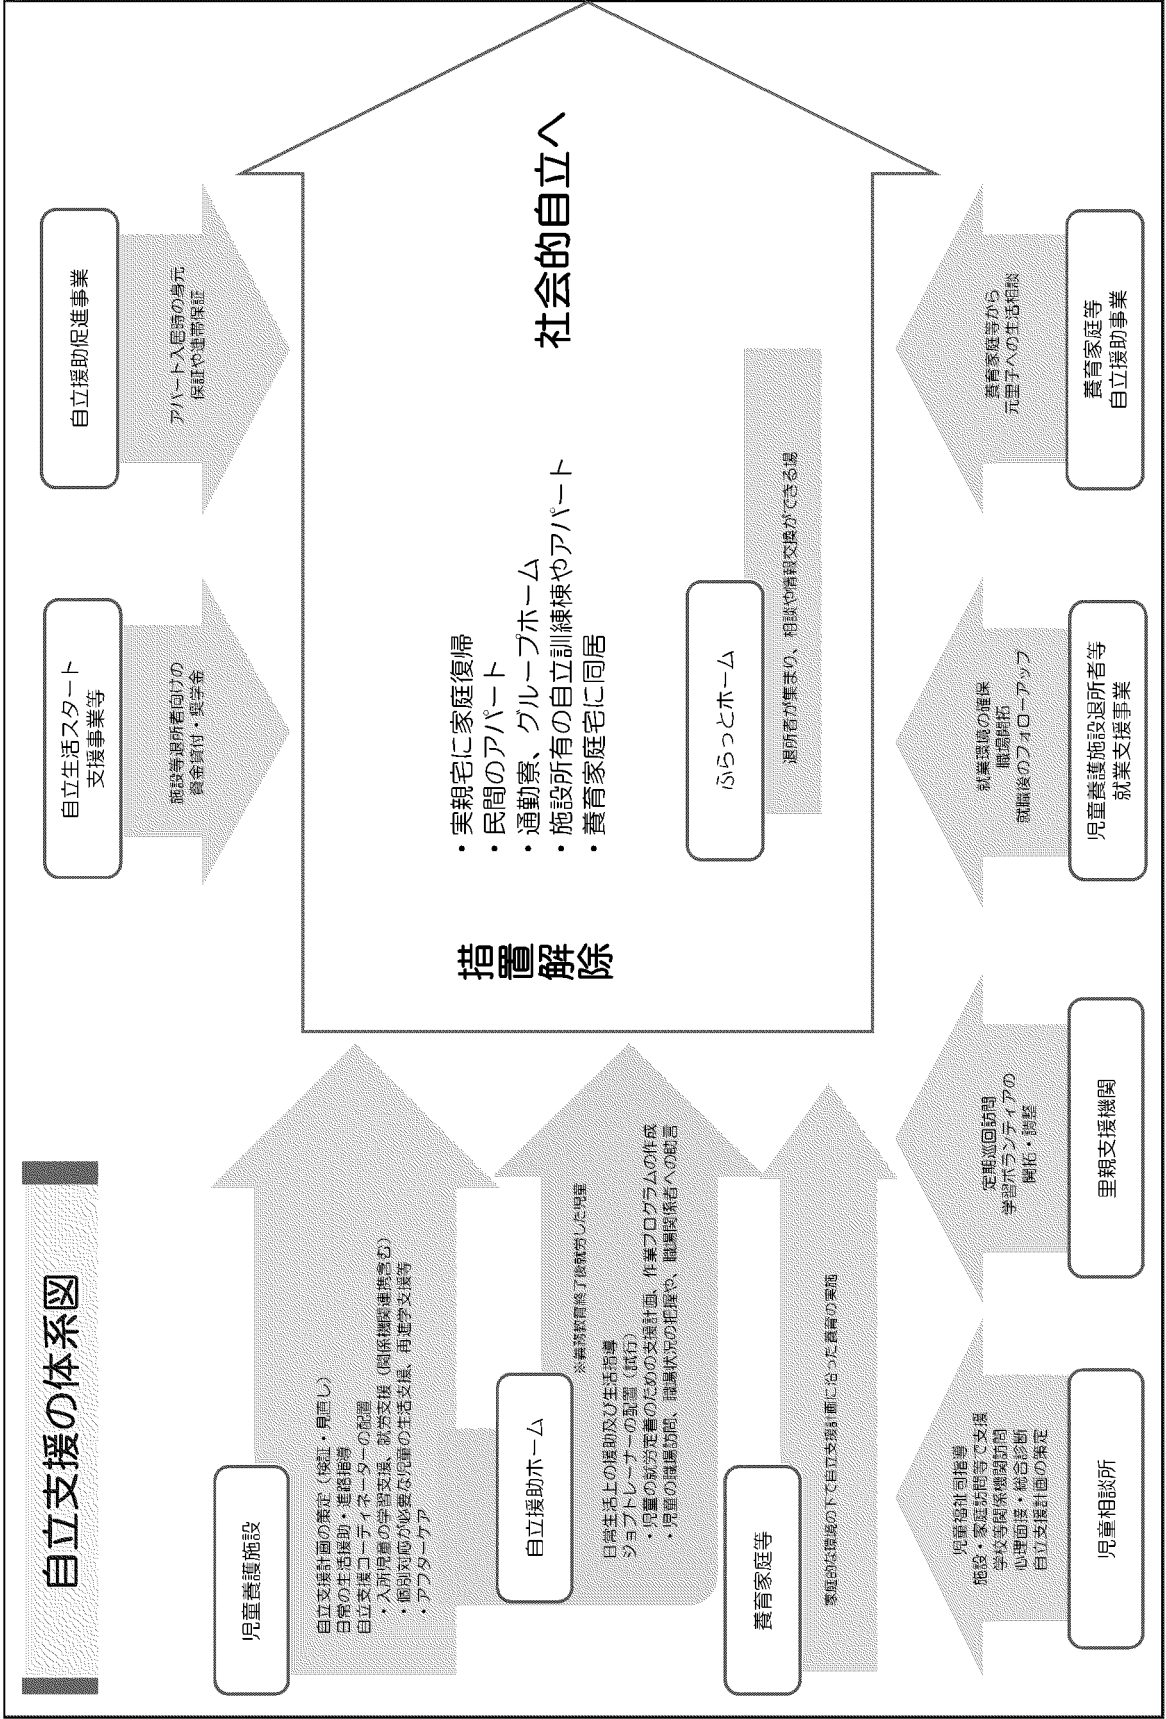 自立支援の体系図
児童養護施設
自立支援計画の策定（検証・見直し）
日常の生活援助・進路指導
自立支援コーディネーターの配置
・入所児童の学習支援、就労支援（関係機関連携含む）
・個別対応が必要な児童の生活支援、再進学支援等
・アフターケア
自立援助ホーム
※義務教育終了後就労した児童
日常生活上の援助及び生活指導
ジョブトレーナーの配置（試行）
・児童の就労定着のための支援計画、作業プログラムの作成
・児童の職場訪問、職場状況の把握や、職場関係者への助言
養育家庭等
家庭的な環境の下で自立支援計画に沿った養育の実施
児童相談所
児童福祉司指導
施設・家庭訪問等で支援
学校等関係機関訪問
心理面接・総合診断
自立支援計画の策定
里親支援機関
定期巡回訪問
学習ボランティアの
開拓・調整
措置
解除
・実親宅に家庭復帰
・民間のアパート
・通勤寮、グループホーム
・施設所有の自立訓練棟やアパート
・養育家庭宅に同居
社会的自立へ
ふらっとホーム
退所者が集まり、相談や情報交換ができる場
自立生活スタート
支援事業等
施設等退所者向けの
資金貸付・奨学金
自立援助促進事業
アパート入居時の身元
保証や連帯保証
児童養護施設退所者等
就業支援事業
就業環境の確保
職場開拓
就職後のフォローアップ
養育家庭等
自立援助事業
養育家庭等から
元里子への生活相談